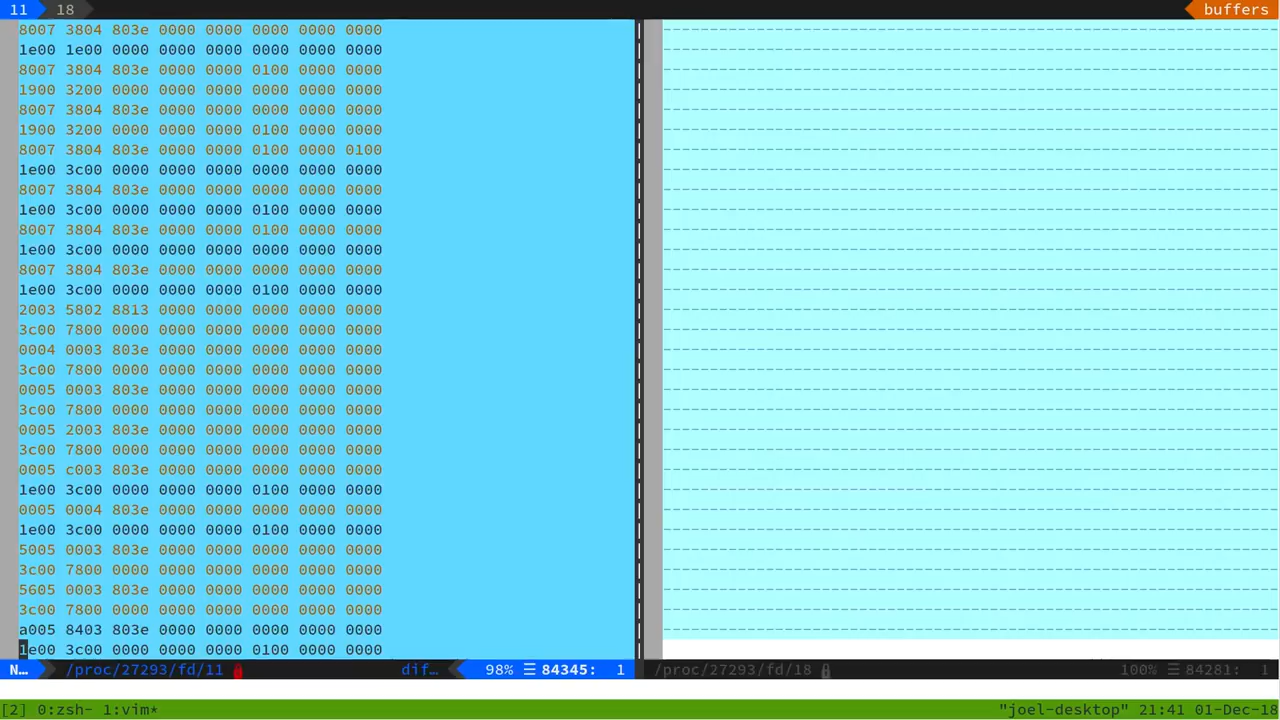 11 18 buffers
8007 3804 803e 0000 0000 0000 0000 0000
1e00 1e00 0000 0000 0000 0000 0000 0000
8007 3804 803e 0000 0000 0100 0000 0000
1900 3200 0000 0000 0000 0000 0000 0000
8007 3804 803e 0000 0000 0000 0000 0000
1900 3200 0000 0000 0000 0100 0000 0000
8007 3804 803e 0000 0000 0100 0000 0100
1e00 3c00 0000 0000 0000 0000 0000 0000
8007 3804 803e 0000 0000 0000 0000 0000
1e00 3c00 0000 0000 0000 0100 0000 0000
8007 3804 803e 0000 0000 0100 0000 0000
1e00 3c00 0000 0000 0000 0000 0000 0000
8007 3804 803e 0000 0000 0000 0000 0000
1e00 3c00 0000 0000 0000 0100 0000 0000
2003 5802 8813 0000 0000 0000 0000 0000
3c00 7800 0000 0000 0000 0000 0000 0000
0004 0003 803e 0000 0000 0000 0000 0000
3c00 7800 0000 0000 0000 0000 0000 0000
0005 0003 803e 0000 0000 0000 0000 0000
3c00 7800 0000 0000 0000 0000 0000 0000
0005 2003 803e 0000 0000 0000 0000 0000
3c00 7800 0000 0000 0000 0000 0000 0000
0005 c003 803e 0000 0000 0000 0000 0000
1e00 3c00 0000 0000 0000 0100 0000 0000
0005 0004 803e 0000 0000 0000 0000 0000
1e00 3c00 0000 0000 0000 0100 0000 0000
5005 0003 803e 0000 0000 0000 0000 0000
3c00 7800 0000 0000 0000 0000 0000 0000
5605 0003 803e 0000 0000 0000 0000 0000
3c00 7800 0000 0000 0000 0000 0000 0000
a005 8403 803e 0000 0000 0000 0000 0000
1e00 3c00 0000 0000 0000 0100 0000 0000
N… /proc/27293/fd/11 dif… 98% ☰ 84345: 1 /proc/27293/fd/18 100% ☰ 84281: 1
[2] 0:zsh- 1:vim* "joel-desktop" 21:41 01-Dec-18